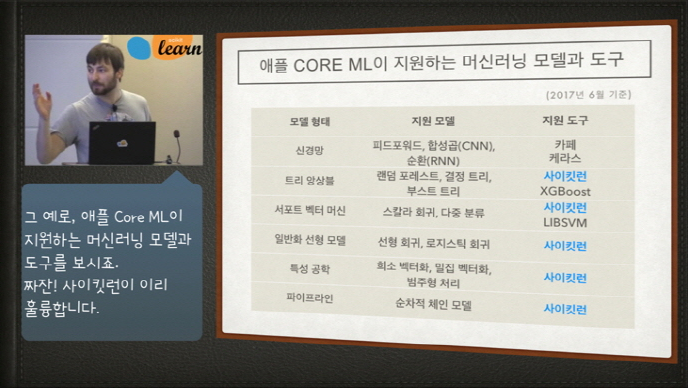 learn
애플 CORE ML이 지원하는 머신러닝 모델과 도구
(2017년 6월 기준)
모델 형태 지원 모델 지원 도구
신경망 피드포워드, 합성곱(CNN), 순환(RNN) 카페 케라스
트리 앙상블 랜덤 포레스트, 결정 트리, 부스트 트리 사이킷런 XGBoost
서포트 벡터 머신 스칼라 회귀, 다중 분류 사이킷런 LIBSVM
일반화 선형 모델 선형 회귀, 로지스틱 회귀 사이킷런
특성 공학 희소 벡터화, 밀집 벡터화, 범주형 처리 사이킷런
파이프라인 순차적 체인 모델 사이킷런
그 예로, 애플 Core ML이
지원하는 머신러닝 모델과
도구를 보시죠.
짜잔! 사이킷런이 이리
훌륭합니다.